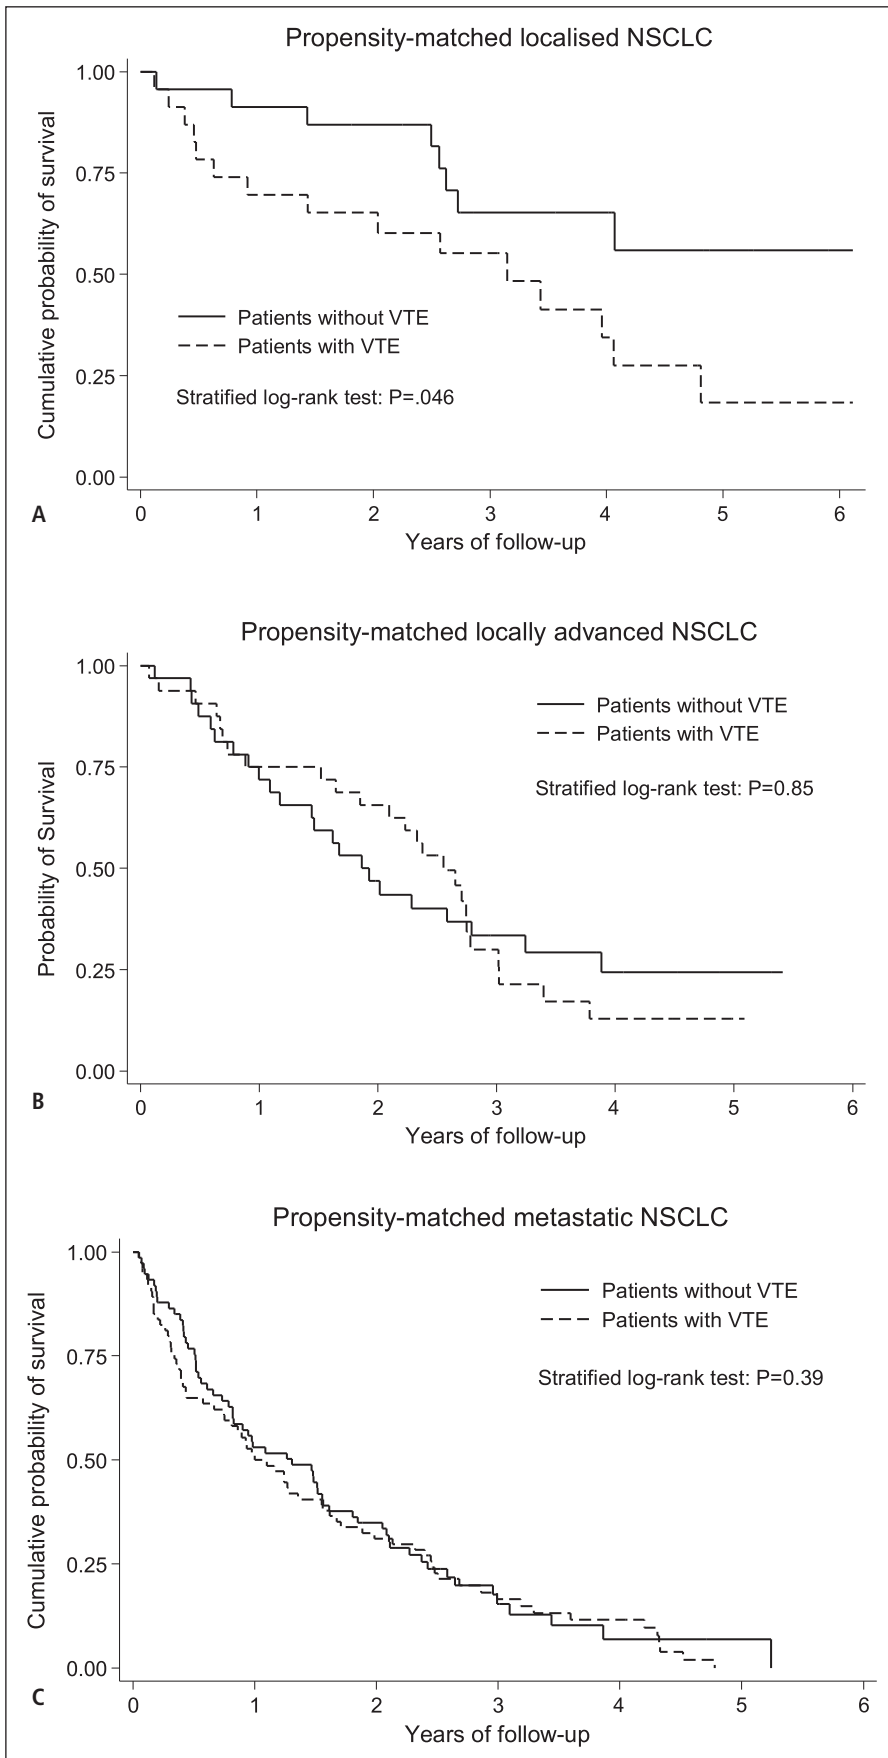 Propensity-matched localised NSCLC
1.00
0.75
0.50
0.25
0.00
Cumulative probability of survival
Patients without VTE
Patients with VTE
Stratified log-rank test: P=.046
0 1 2 3 4 5 6
Years of follow-up
A
Propensity-matched locally advanced NSCLC
1.00
0.75
0.50
0.25
0.00
Probability of Survival
Patients without VTE
Patients with VTE
Stratified log-rank test: P=0.85
0 1 2 3 4 5 6
Years of follow-up
B
Propensity-matched metastatic NSCLC
1.00
0.75
0.50
0.25
0.00
Cumulative probability of survival
Patients without VTE
Patients with VTE
Stratified log-rank test: P=0.39
0 1 2 3 4 5 6
Years of follow-up
C